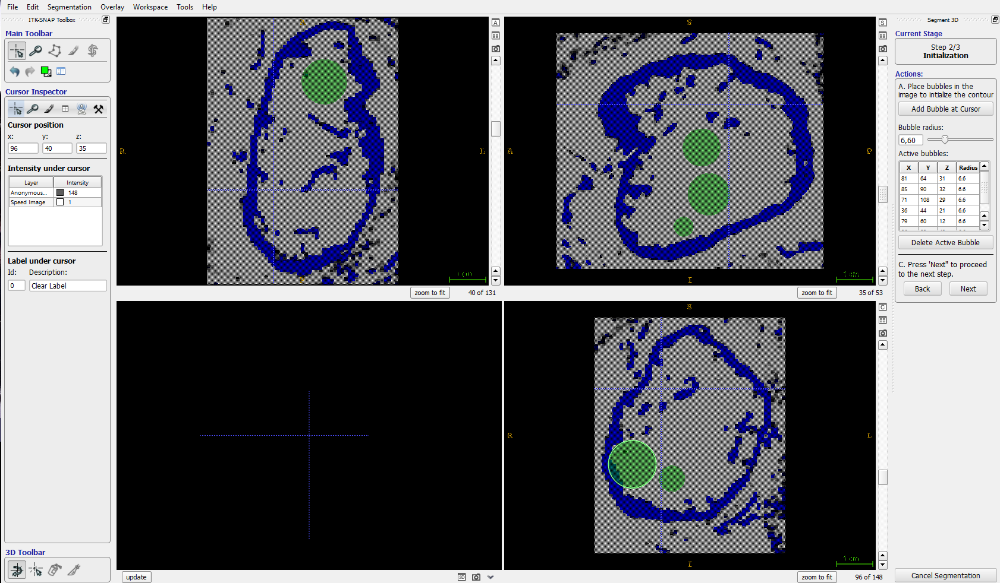 File Edit Segmentation Overlay Workspace Tools Help
ITK-SNAP Toolbox
Main Toolbar
Cursor Inspector
Cursor position
x: y: z:
96 40 35
Intensity under cursor
Layer Intensity
Anonymous... 148
Speed Image 1
Label under cursor
Id: Description:
0 Clear Label
3D Toolbar
R L
1 cm
A
zoom to fit 40 of 131
S
A P
I
1 cm
S
zoom to fit 35 of 53
update
3D
S
R L
I
1 cm
C
zoom to fit 96 of 148
Segment 3D
Current Stage
Step 2/3
Initialization
Actions:
A. Place bubbles in the
image to intialize the contour
Add Bubble at Cursor
Bubble radius:
6,60
Active bubbles:
X Y Z Radius
81 64 31 6.6
85 90 32 6.6
71 108 29 6.6
36 44 21 6.6
79 60 12 6.6
Delete Active Bubble
C. Press 'Next" to proceed
to the next step.
Back Next
Cancel Segmentation